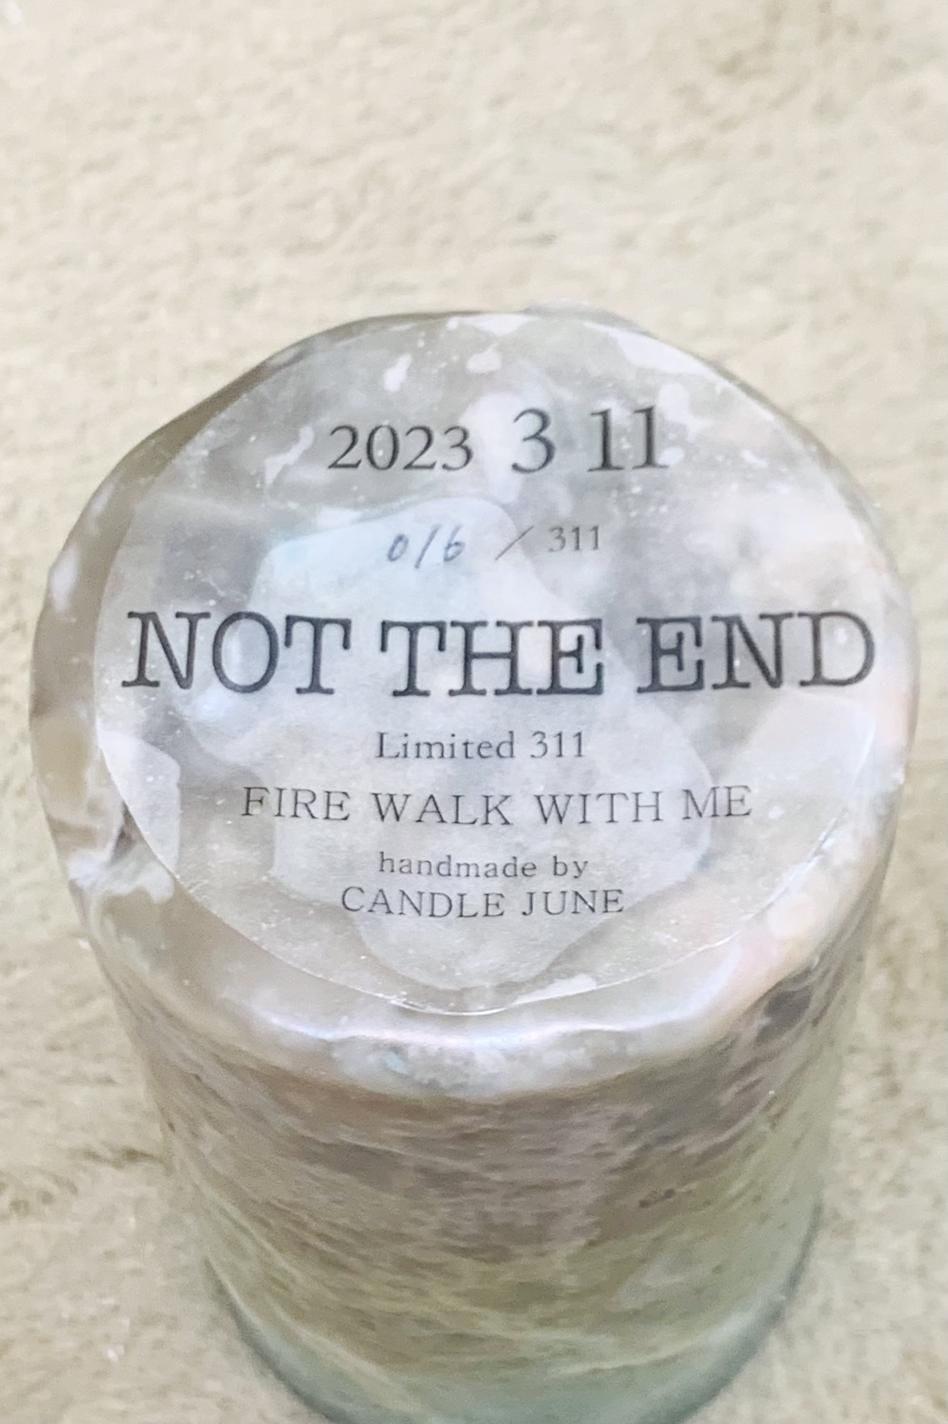 2023 3 11
016 / 311
NOT THE END
Limited 311
FIRE WALK WITH ME
handmade by
CANDLE JUNE